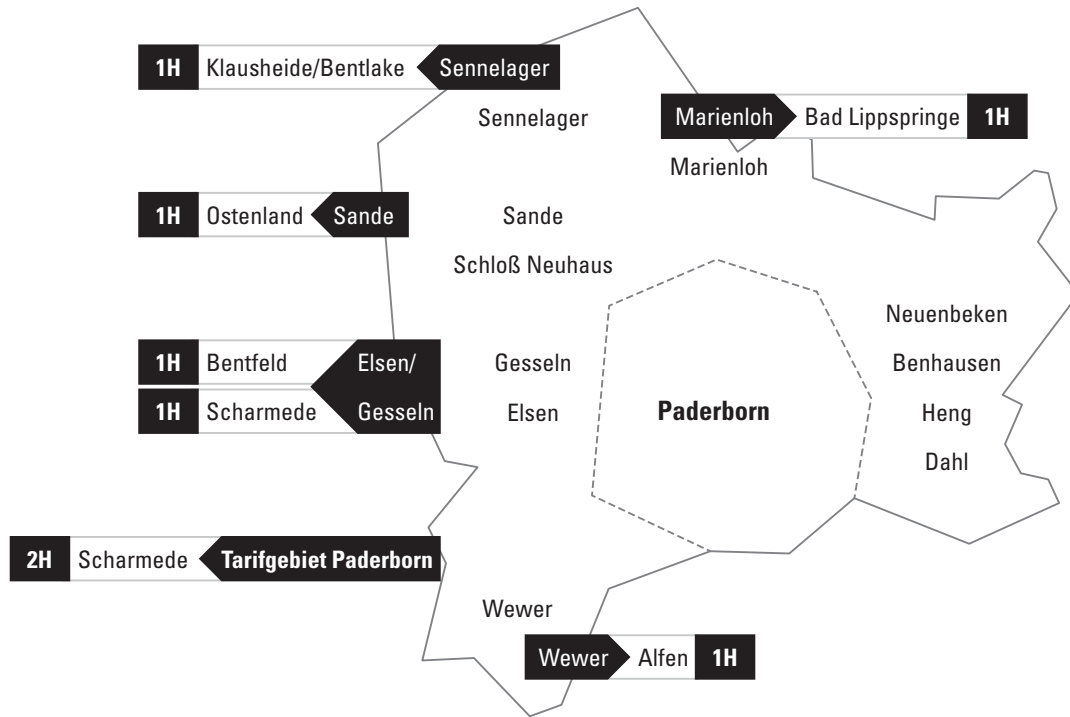 1H Klausheide/Bentlake Sennelager
Sennelager
Marienloh Bad Lippspringe 1H
Marienloh
1H Ostenland Sande
Sande
Schloß Neuhaus
Neuenbeken
1H Bentfeld Elsen/
Gesseln
Benhausen
1H Scharmede Gesseln
Elsen
Paderborn
Heng
Dahl
2H Scharmede Tarifgebiet Paderborn
Wewer
Wewer Alfen 1H